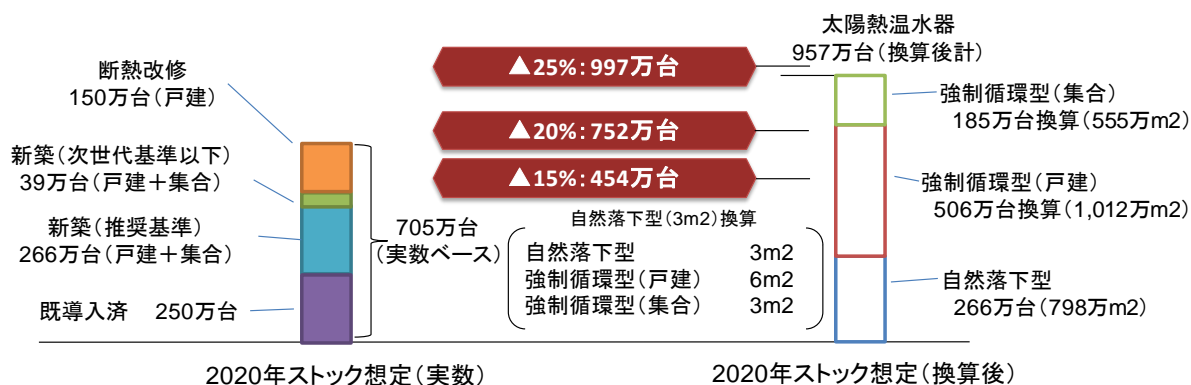 断熱改修
150万台（戸建）
新築（次世代基準以下）
39万台（戸建＋集合）
新築（推奨基準）
266万台（戸建＋集合）
既導入済　250万台
705万台
（実数ベース）
2020年ストック想定（実数）
▲25%：997万台
▲20%：752万台
▲15%：454万台
自然落下型（3m2）換算
自然落下型　3m2
強制循環型（戸建）　6m2
強制循環型（集合）　3m2
太陽熱温水器
957万台（換算後計）
強制循環型（集合）
185万台換算（555万m2）
強制循環型（戸建）
506万台換算（1,012万m2）
自然落下型
266万台（798万m2）
2020年ストック想定（換算後）